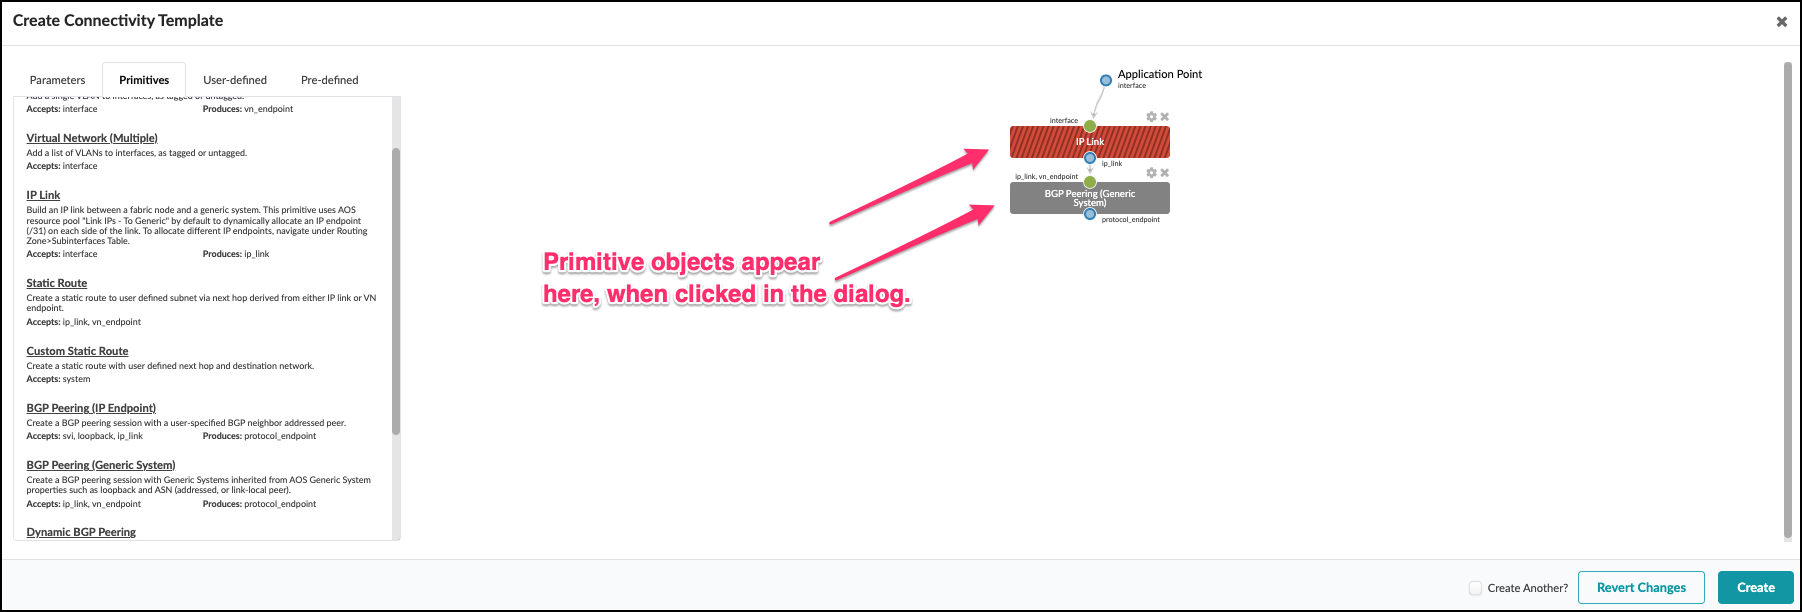 Create Connectivity Template
Parameters
Primitives
User-defined
Pre-defined
Add a single VLAN to interfaces, as tagged or untagged.
Accepts: interface
Produces: vn_endpoint
Virtual Network (Multiple)
Add a list of VLANs to interfaces, as tagged or untagged.
Accepts: interface
IP Link
Build an IP link between a fabric node and a generic system. This primitive uses AOS
resource pool "Link IPs - To Generic" by default to dynamically allocate an IP endpoint
(/31) on each side of the link. To allocate different IP endpoints, navigate under Routing
Zone>Subinterfaces Table.
Accepts: interface
Produces: ip_link
Static Route
Create a static route to user defined subnet via next hop derived from either IP link or VN
endpoint.
Accepts: ip_link, vn_endpoint
Custom Static Route
Create a static route with user defined next hop and destination network.
Accepts: system
BGP Peering (IP Endpoint)
Create a BGP peering session with a user-specified BGP neighbor addressed peer.
Accepts: svi, loopback, ip_link
Produces: protocol_endpoint
BGP Peering (Generic System)
Create a BGP peering session with Generic Systems inherited from AOS Generic System
properties such as loopback and ASN (addressed, or link-local peer).
Accepts: ip_link, vn_endpoint
Produces: protocol_endpoint
Dynamic BGP Peering
Application Point
interface
interface
IP Link
ip_link
ip_link, vn_endpoint
BGP Peering (Generic
System)
protocol_endpoint
Primitive objects appear
here, when clicked in the dialog.
Create Another?
Revert Changes
Create